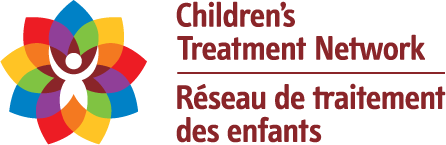 Children's
Treatment Network
Réseau de traitement
des enfants